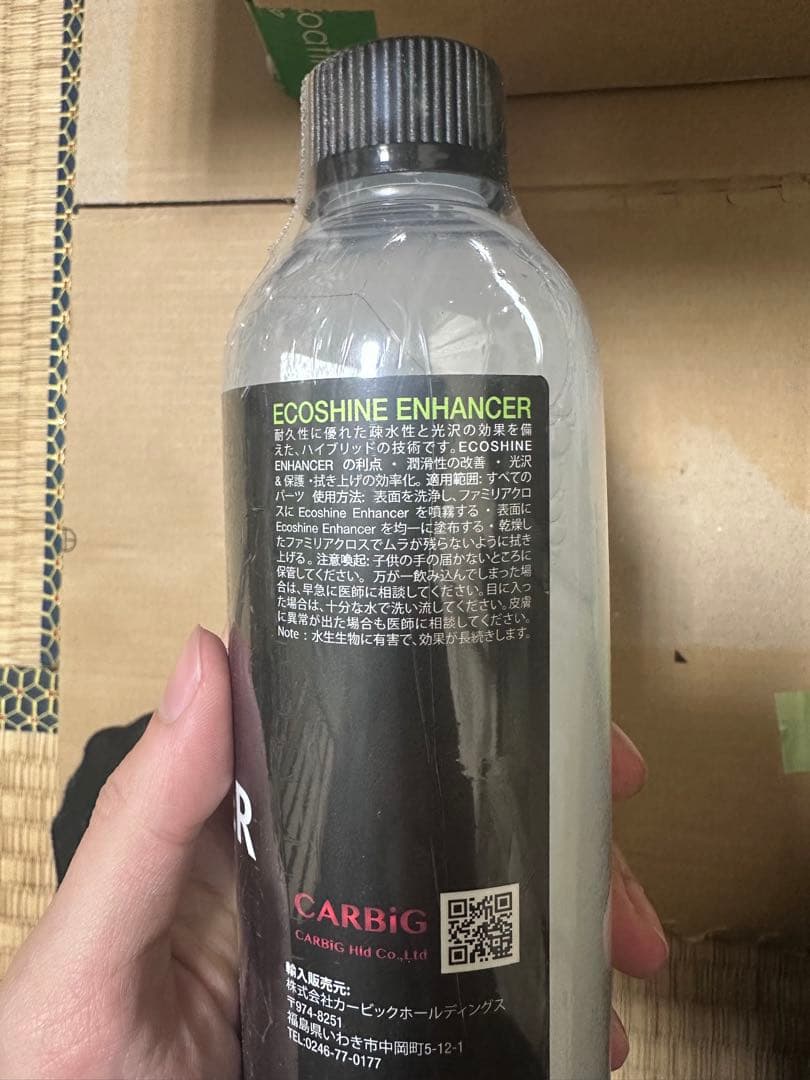 ECOSHINE ENHANCER
耐久性に優れた疎水性と光沢の効果を備
えた、ハイブリッドの技術です。ECOSHINE
ENHANCER の利点 ・ 潤滑性の改善 ・ 光沢
& 保護・拭き上げの効率化。適用範囲: すべての
パーツ 使用方法: 表面を洗浄し、ファミリアクロ
スに Ecoshine Enhancer を噴霧する ・ 表面に
Ecoshine Enhancer を均一に塗布する ・ 乾燥し
たファミリアクロスでムラが残らないように拭き
上げる。注意喚起: 子供の手の届かないところに
保管してください。万が一飲み込んでしまった場
合は、早急に医師に相談してください。目に入っ
た場合は、十分な水で洗い流してください。皮膚
に異常が出た場合も医師に相談してください。
Note : 水生生物に有害で、効果が長続きします。
ER
CARBiG
CARBiG Hld Co.,Ltd
輸入販売元:
株式会社カービックホールディングス
〒974-8251
福島県いわき市中岡町5-12-1
TEL:0246-77-0177